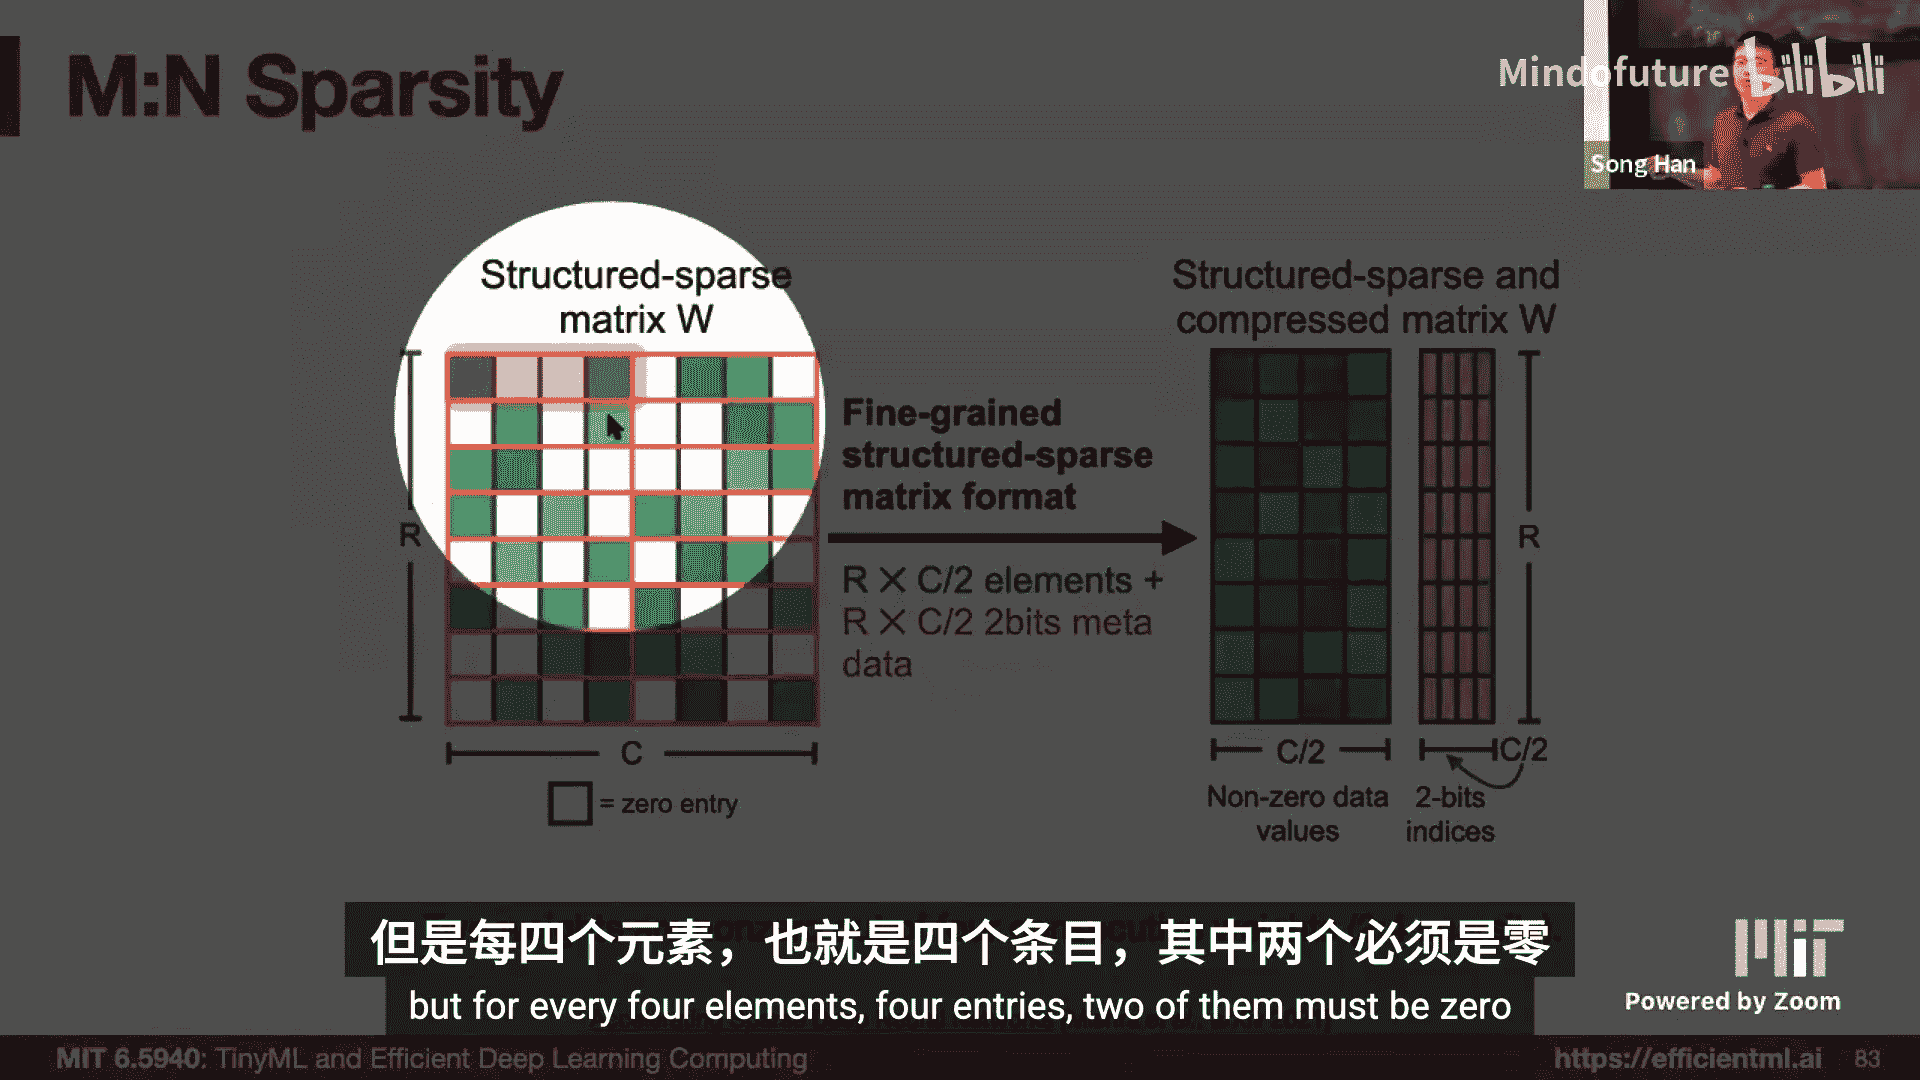 M:N Sparsity
Mindofuture
bilibili
Song Han
Structured-sparse
matrix W
Structured-sparse and
compressed matrix W
R
Fine-grained
structured-sparse
matrix format
R × C/2 elements +
R × C/2 2bits meta
data
R
C
= zero entry
C/2
C/2
Non-zero data
values
2-bits
indices
但是每四个元素，也就是四个条目，其中两个必须是零
but for every four elements, four entries, two of them must be zero
MIT
Powered by Zoom
MIT 6.5940: TinyML and Efficient Deep Learning Computing
https://efficientml.ai
83